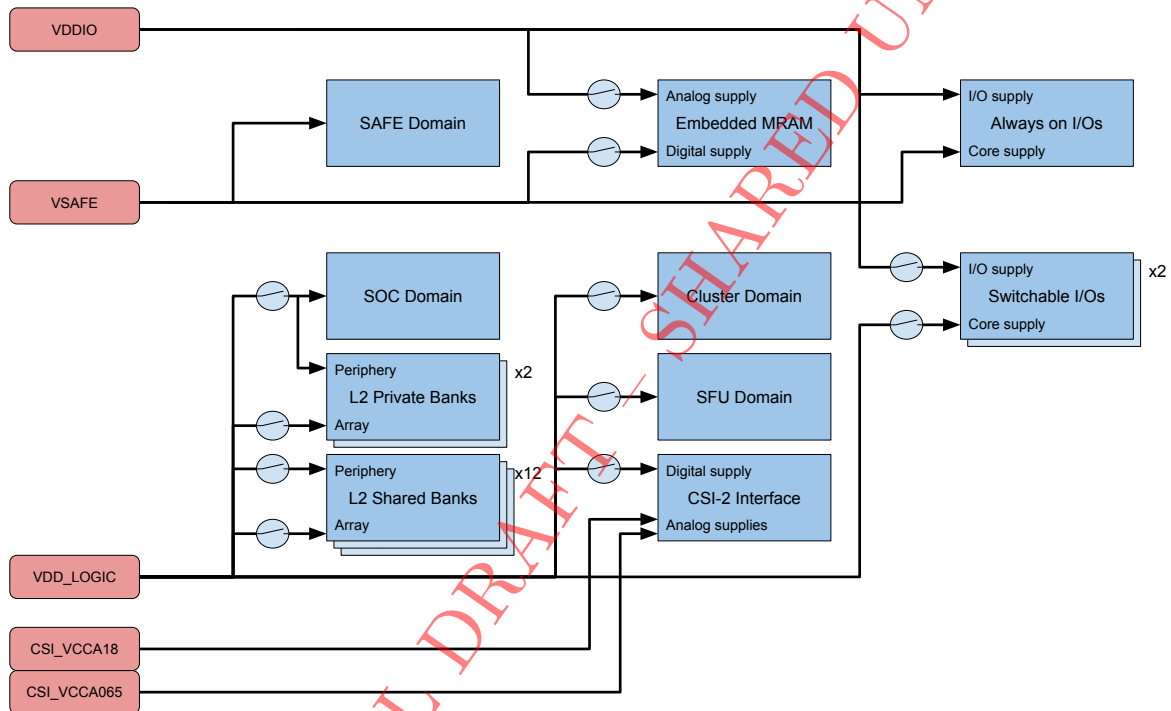 VDDIO
SAFE Domain
Analog supply
Embedded MRAM
Digital supply
I/O supply
Always on I/Os
Core supply
VSAFE
SOC Domain
Cluster Domain
I/O supply
Switchable I/Os
Core supply
x2
Periphery
L2 Private Banks
Array
x2
SFU Domain
Periphery
L2 Shared Banks
Array
x12
Digital supply
CSI-2 Interface
Analog supplies
VDD_LOGIC
CSI_VCCA18
CSI_VCCA065
L DRAFT – SHARED U